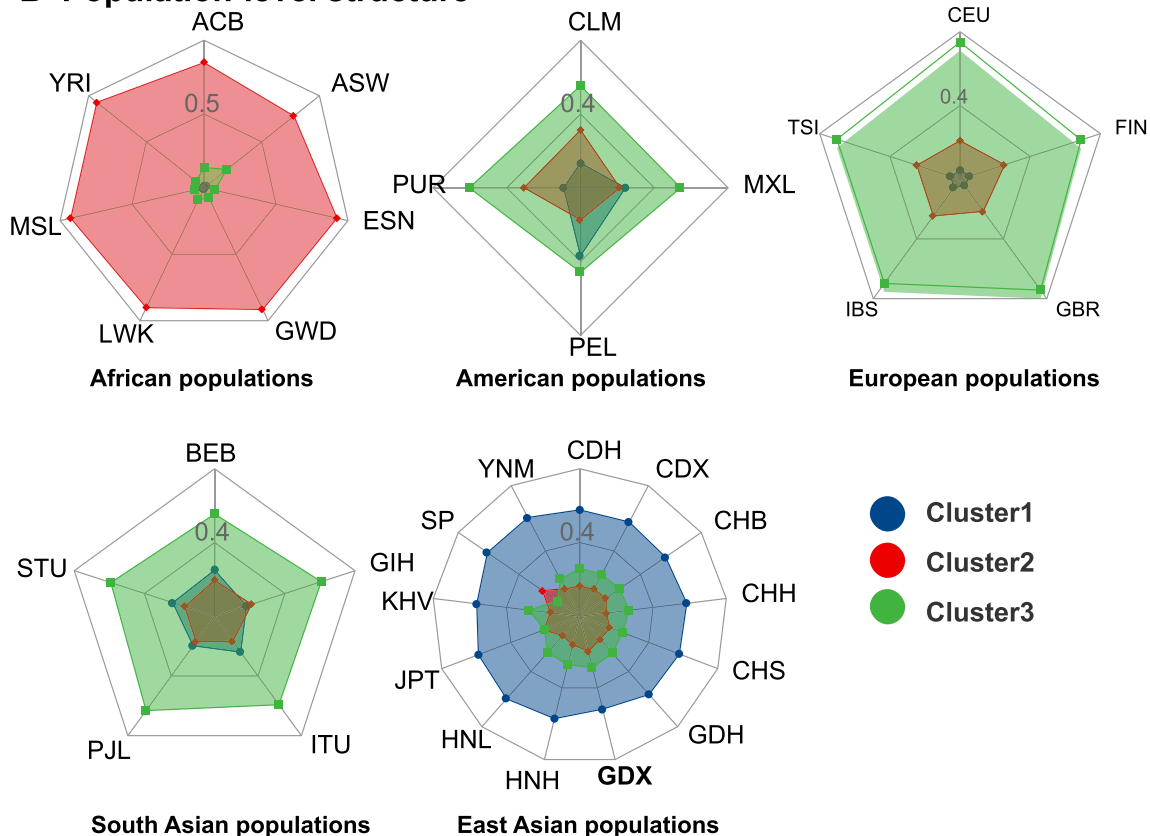 ACB
YRI
ASW
0.5
MSL
ESN
LWK
GWD
African populations
CLM
0.4
PUR
MXL
PEL
American populations
CEU
0.4
TSI
FIN
IBS
GBR
European populations
BEB
0.4
STU
GIH
PJL
ITU
South Asian populations
CDH
YNM
CDX
SP
0.4
CHB
KHV
CHH
JPT
CHS
HNL
GDH
HNH
GDX
East Asian populations
Cluster1
Cluster2
Cluster3